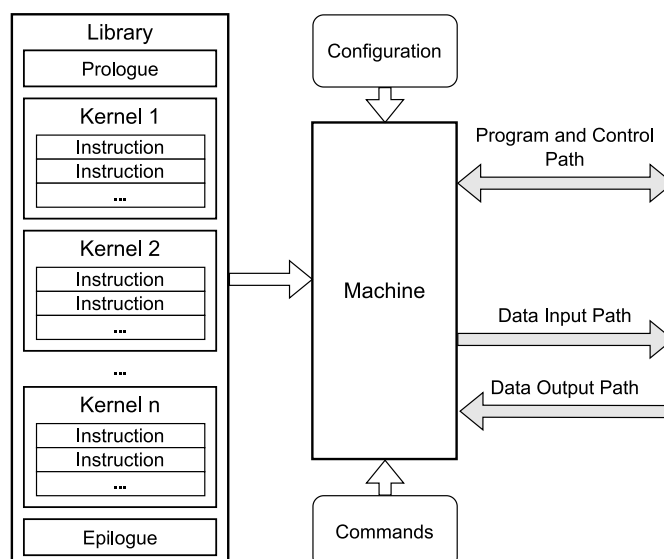 Library
Prologue
Kernel 1
Instruction
Instruction
...
Kernel 2
Instruction
Instruction
...
...
Kernel n
Instruction
Instruction
...
Epilogue
Configuration
Machine
Commands
Program and Control
Path
Data Input Path
Data Output Path